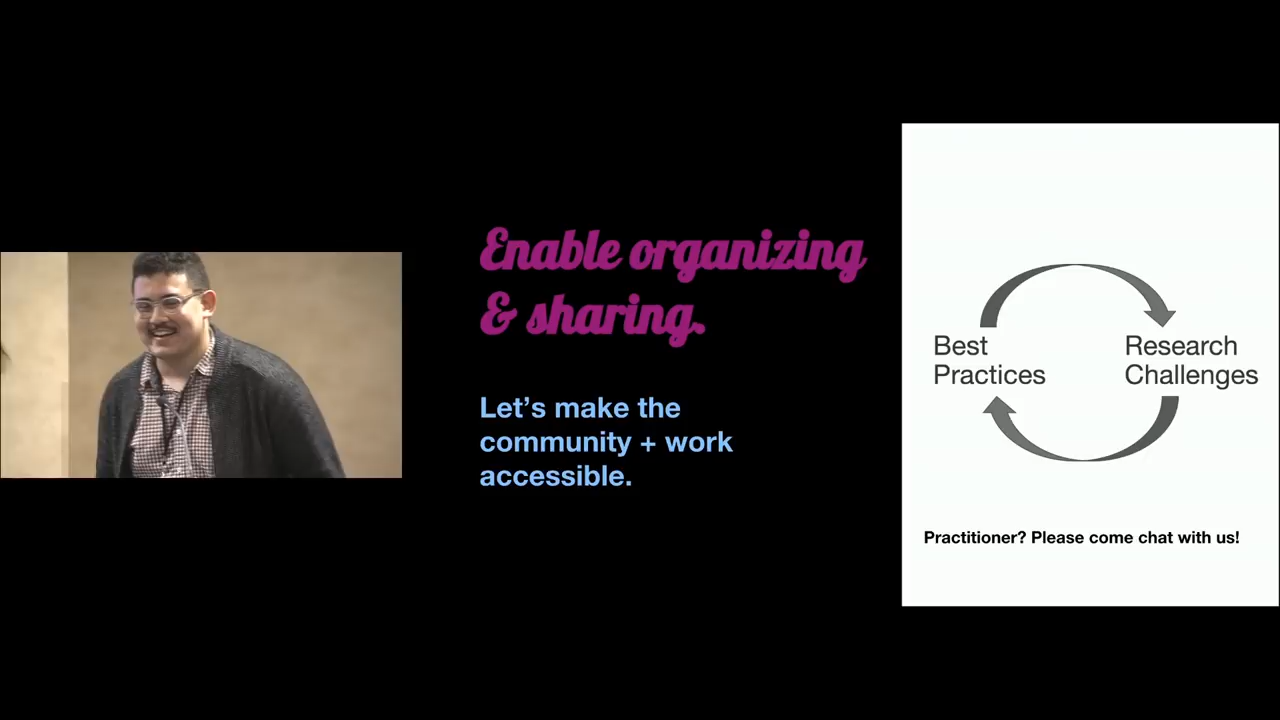 Enable organizing
& sharing.
Let’s make the
community + work
accessible.
Best
Practices
Research
Challenges
Practitioner? Please come chat with us!